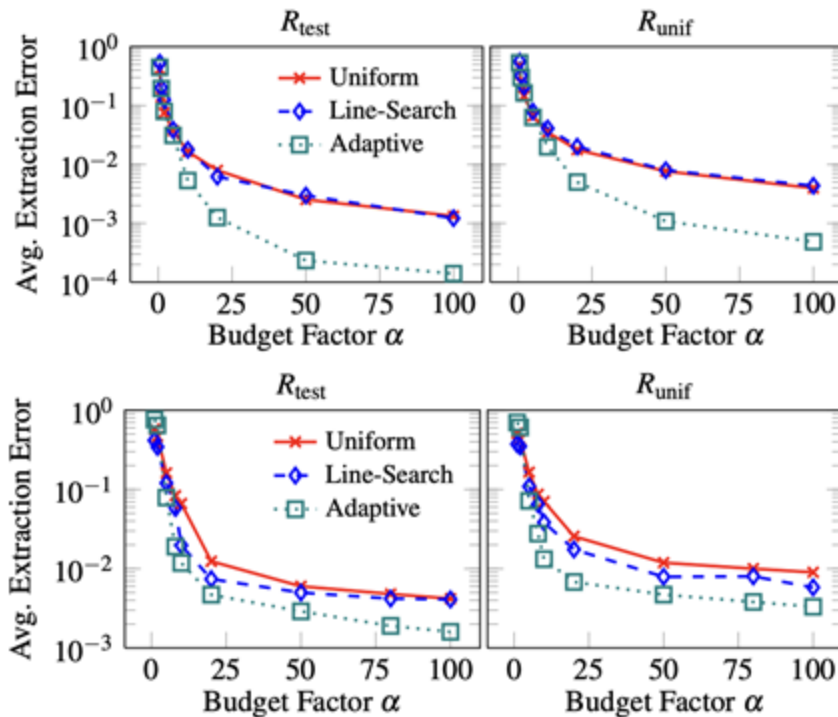 R_test R_unif
Avg. Extraction Error
10^0
10^−1
10^−2
10^−3
10^−4
Uniform
Line-Search
Adaptive
0 25 50 75 100 0 25 50 75 100
Budget Factor α Budget Factor α
R_test R_unif
Avg. Extraction Error
10^0
10^−1
10^−2
10^−3
Uniform
Line-Search
Adaptive
0 25 50 75 100 0 25 50 75 100
Budget Factor α Budget Factor α